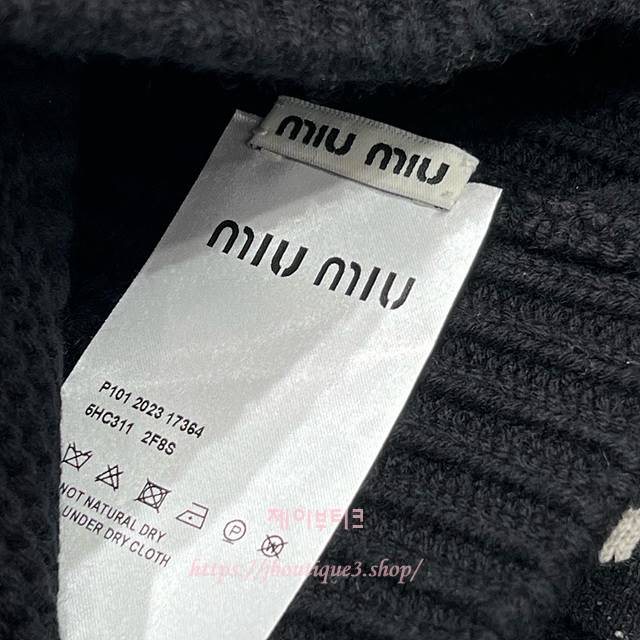 MIU MIU
MIU MIU
P101 2023 17364
6HC311 2F8S
NOT NATURAL DRY
UNDER DRY CLOTH
제이부티크
https://jboutique3.shop/